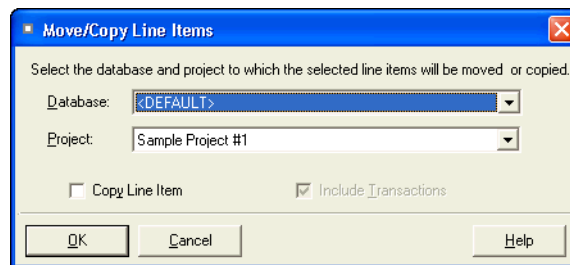 Move/Copy Line Items
Select the database and project to which the selected line items will be moved or copied.
Database: <DEFAULT>
Project: Sample Project #1
Copy Line Item Include Transactions
OK Cancel Help